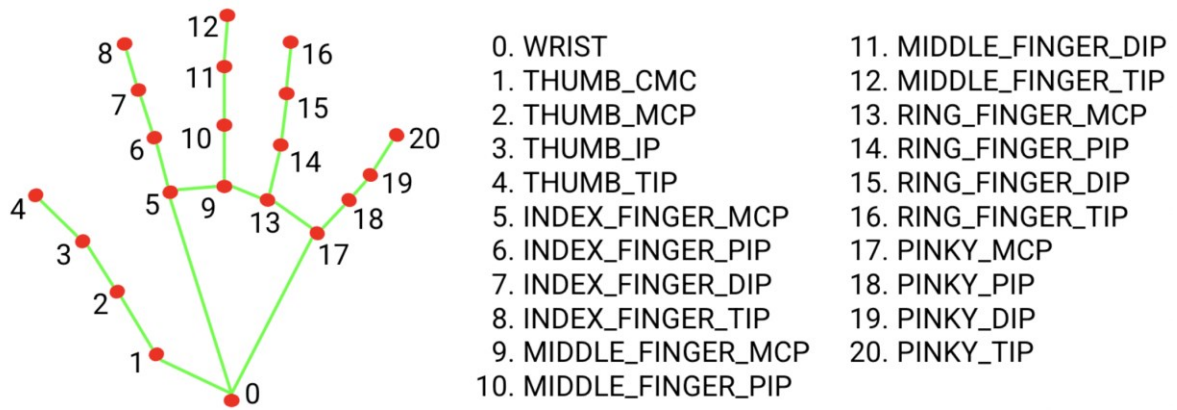 12
8
16
11
7
15
10
6
14
20
19
4
5
9
13
18
3
17
2
1
0
0. WRIST
1. THUMB_CMC
2. THUMB_MCP
3. THUMB_IP
4. THUMB_TIP
5. INDEX_FINGER_MCP
6. INDEX_FINGER_PIP
7. INDEX_FINGER_DIP
8. INDEX_FINGER_TIP
9. MIDDLE_FINGER_MCP
10. MIDDLE_FINGER_PIP
11. MIDDLE_FINGER_DIP
12. MIDDLE_FINGER_TIP
13. RING_FINGER_MCP
14. RING_FINGER_PIP
15. RING_FINGER_DIP
16. RING_FINGER_TIP
17. PINKY_MCP
18. PINKY_PIP
19. PINKY_DIP
20. PINKY_TIP